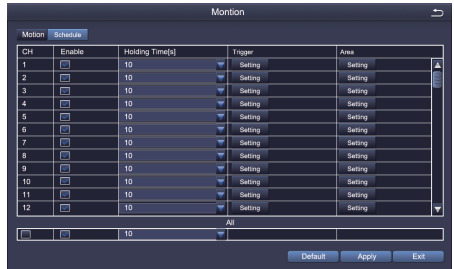 Montion
Motion Schedule
CH Enable Holding Time[s] Trigger Area
1 10 Setting Setting
2 10 Setting Setting
3 10 Setting Setting
4 10 Setting Setting
5 10 Setting Setting
6 10 Setting Setting
7 10 Setting Setting
8 10 Setting Setting
9 10 Setting Setting
10 10 Setting Setting
11 10 Setting Setting
12 10 Setting Setting
All
10
Default Apply Exit